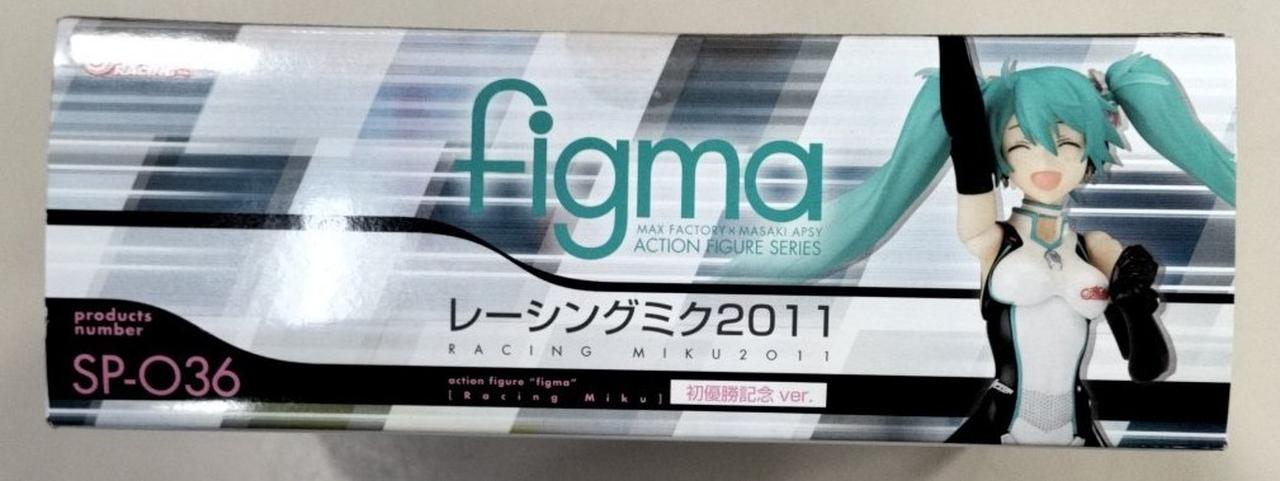 RACING
figma
MAX FACTORY×MASAKI APSY
ACTION FIGURE SERIES
レーシングミク2011
RACING MIKU2011
products
number
SP-036
action figure "figma"
[Racing Miku]
初優勝記念 ver.